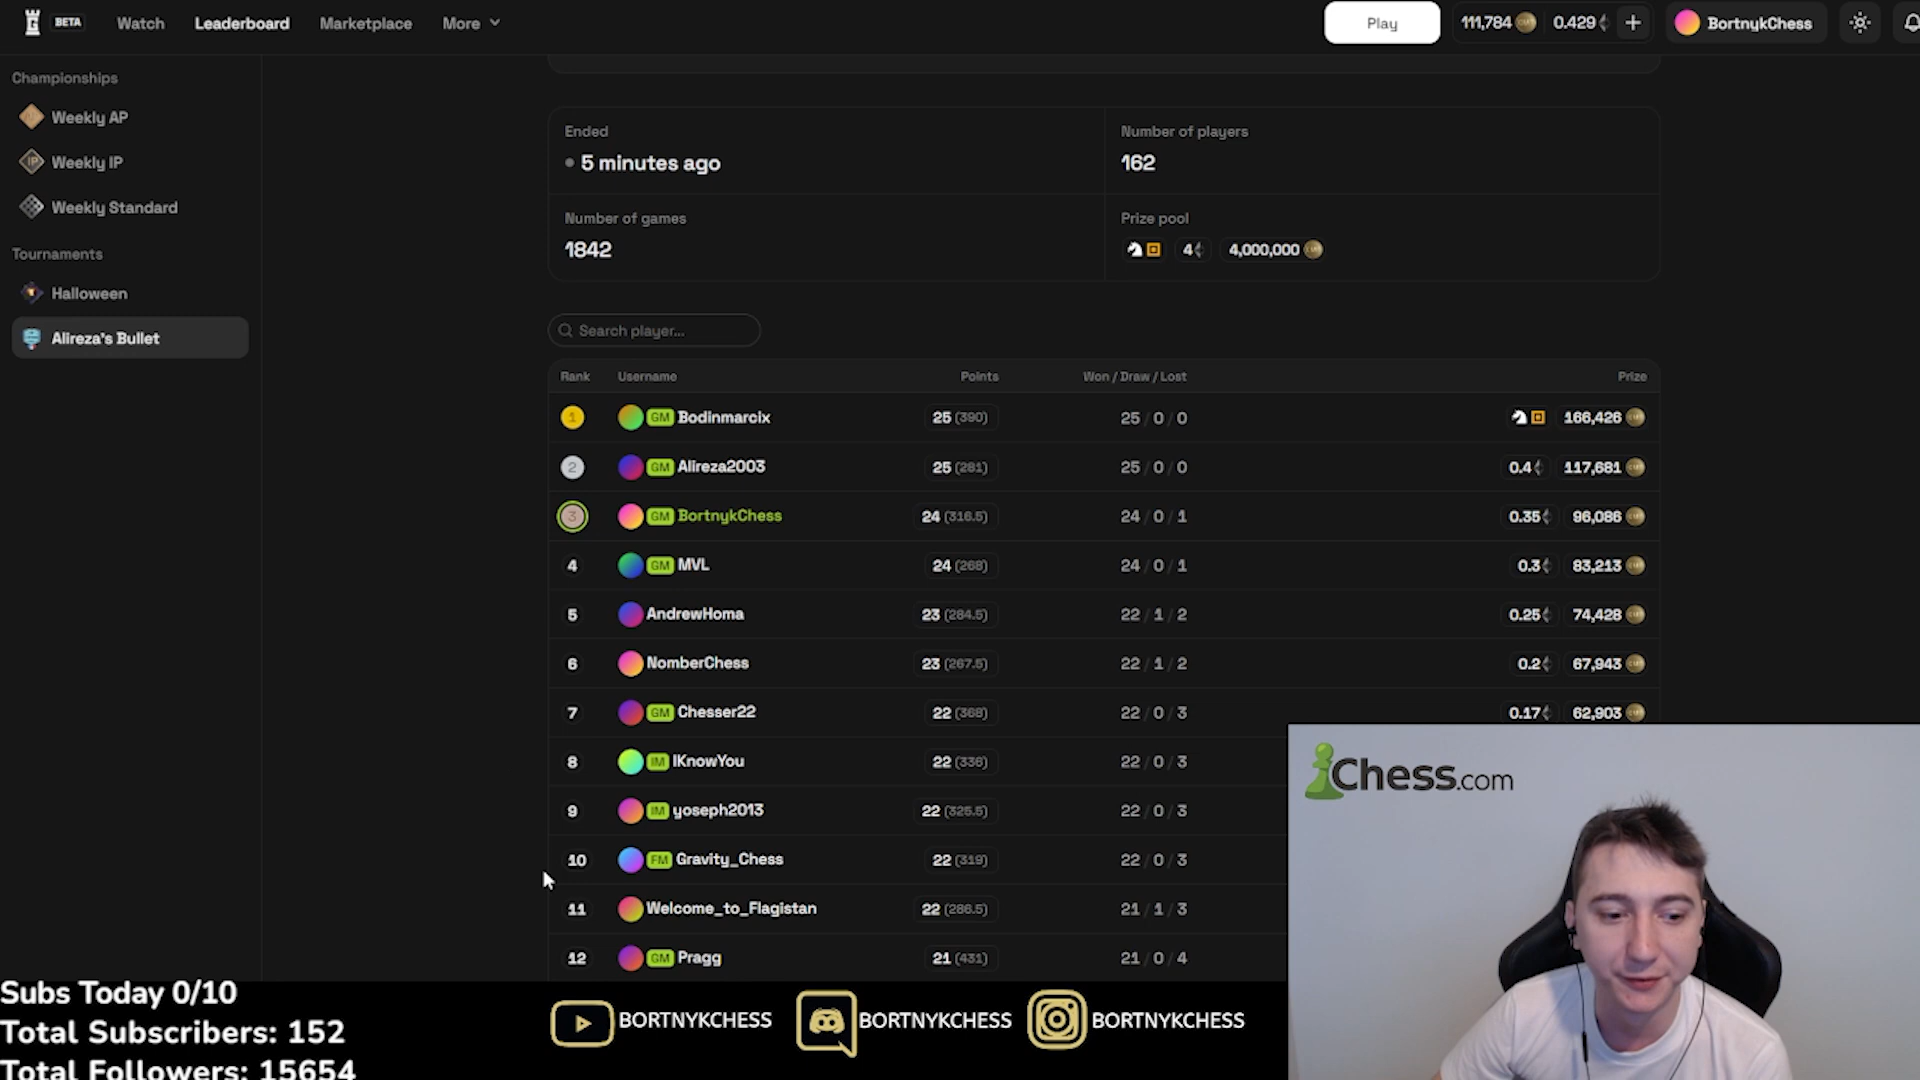 BETA Watch Leaderboard Marketplace More Play 111,784 0.429 + BortnykChess
Championships
Weekly AP
IP Weekly IP
Weekly Standard
Tournaments
Halloween
Alireza's Bullet
Ended
5 minutes ago
Number of players
162
Number of games
1842
Prize pool
4 4,000,000
Search player...
Rank Username Points Won / Draw / Lost Prize
1 GM Bodinmarcix 25 (390) 25 / 0 / 0 166,426
2 GM Alireza2003 25 (281) 25 / 0 / 0 0.4 117,681
3 GM BortnykChess 24 (316.5) 24 / 0 / 1 0.35 96,086
4 GM MVL 24 (268) 24 / 0 / 1 0.3 83,213
5 AndrewHoma 23 (284.5) 22 / 1 / 2 0.25 74,428
6 NomberChess 23 (267.5) 22 / 1 / 2 0.2 67,943
7 GM Chesser22 22 (368) 22 / 0 / 3 0.17 62,903
8 IM IKnowYou 22 (336) 22 / 0 / 3
9 IM yoseph2013 22 (325.5) 22 / 0 / 3
10 FM Gravity_Chess 22 (319) 22 / 0 / 3
11 Welcome_to_Flagistan 22 (286.5) 21 / 1 / 3
12 GM Pragg 21 (431) 21 / 0 / 4
Chess.com
Subs Today 0/10
Total Subscribers: 152
Total Followers: 15654
BORTNYKCHESS BORTNYKCHESS BORTNYKCHESS